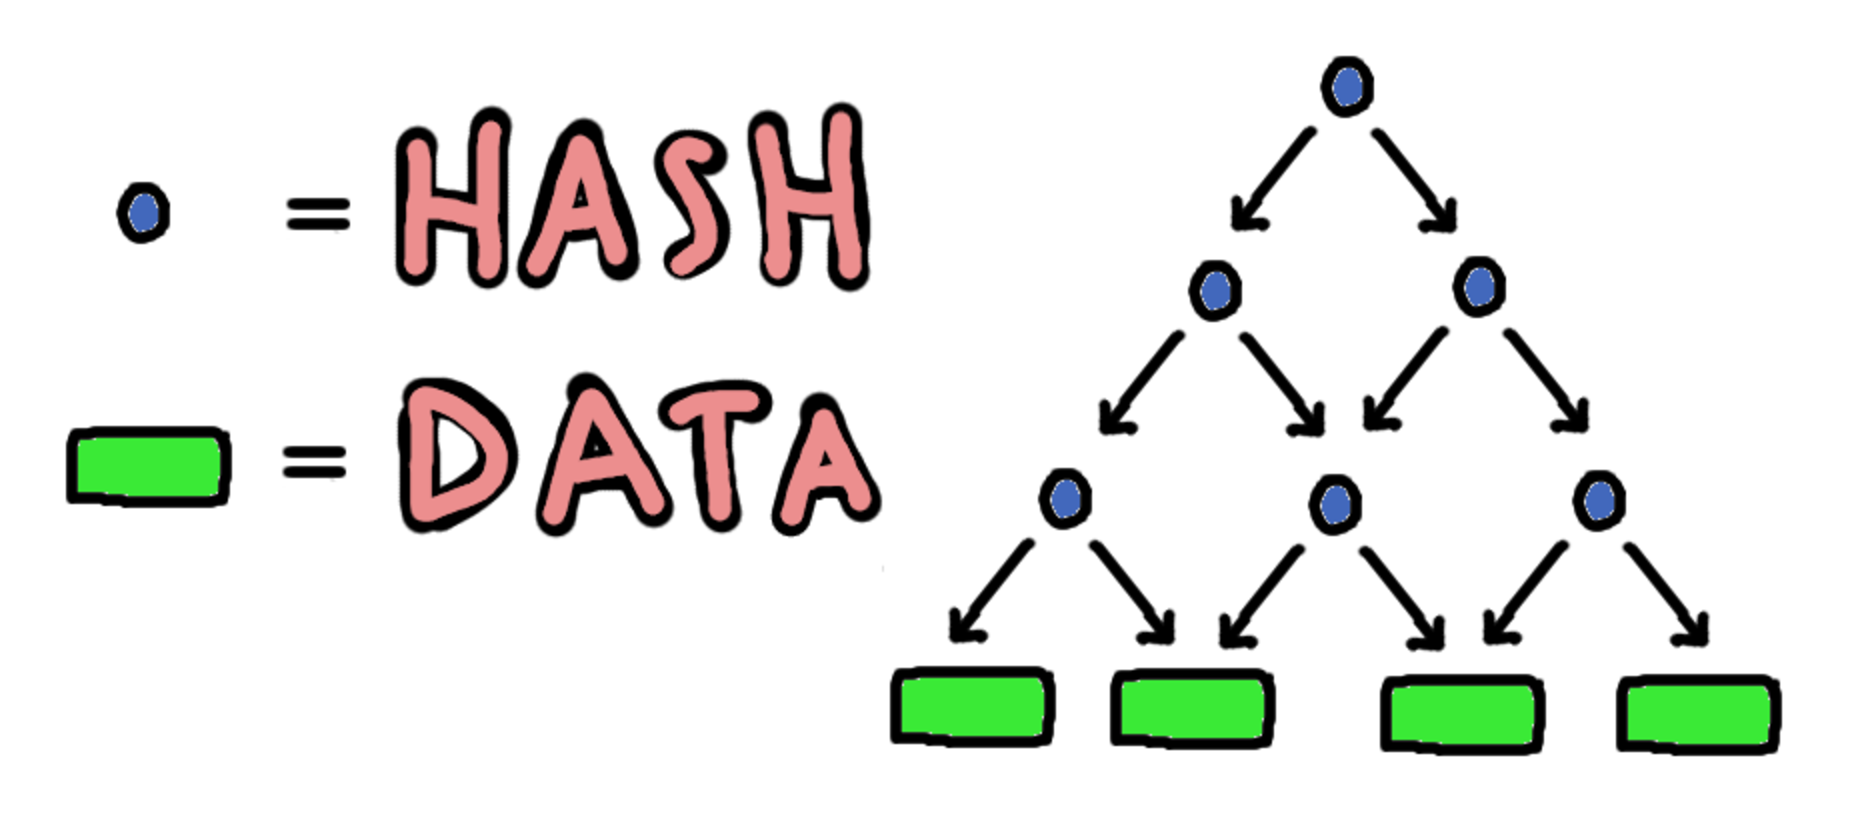 = HASH
= DATA